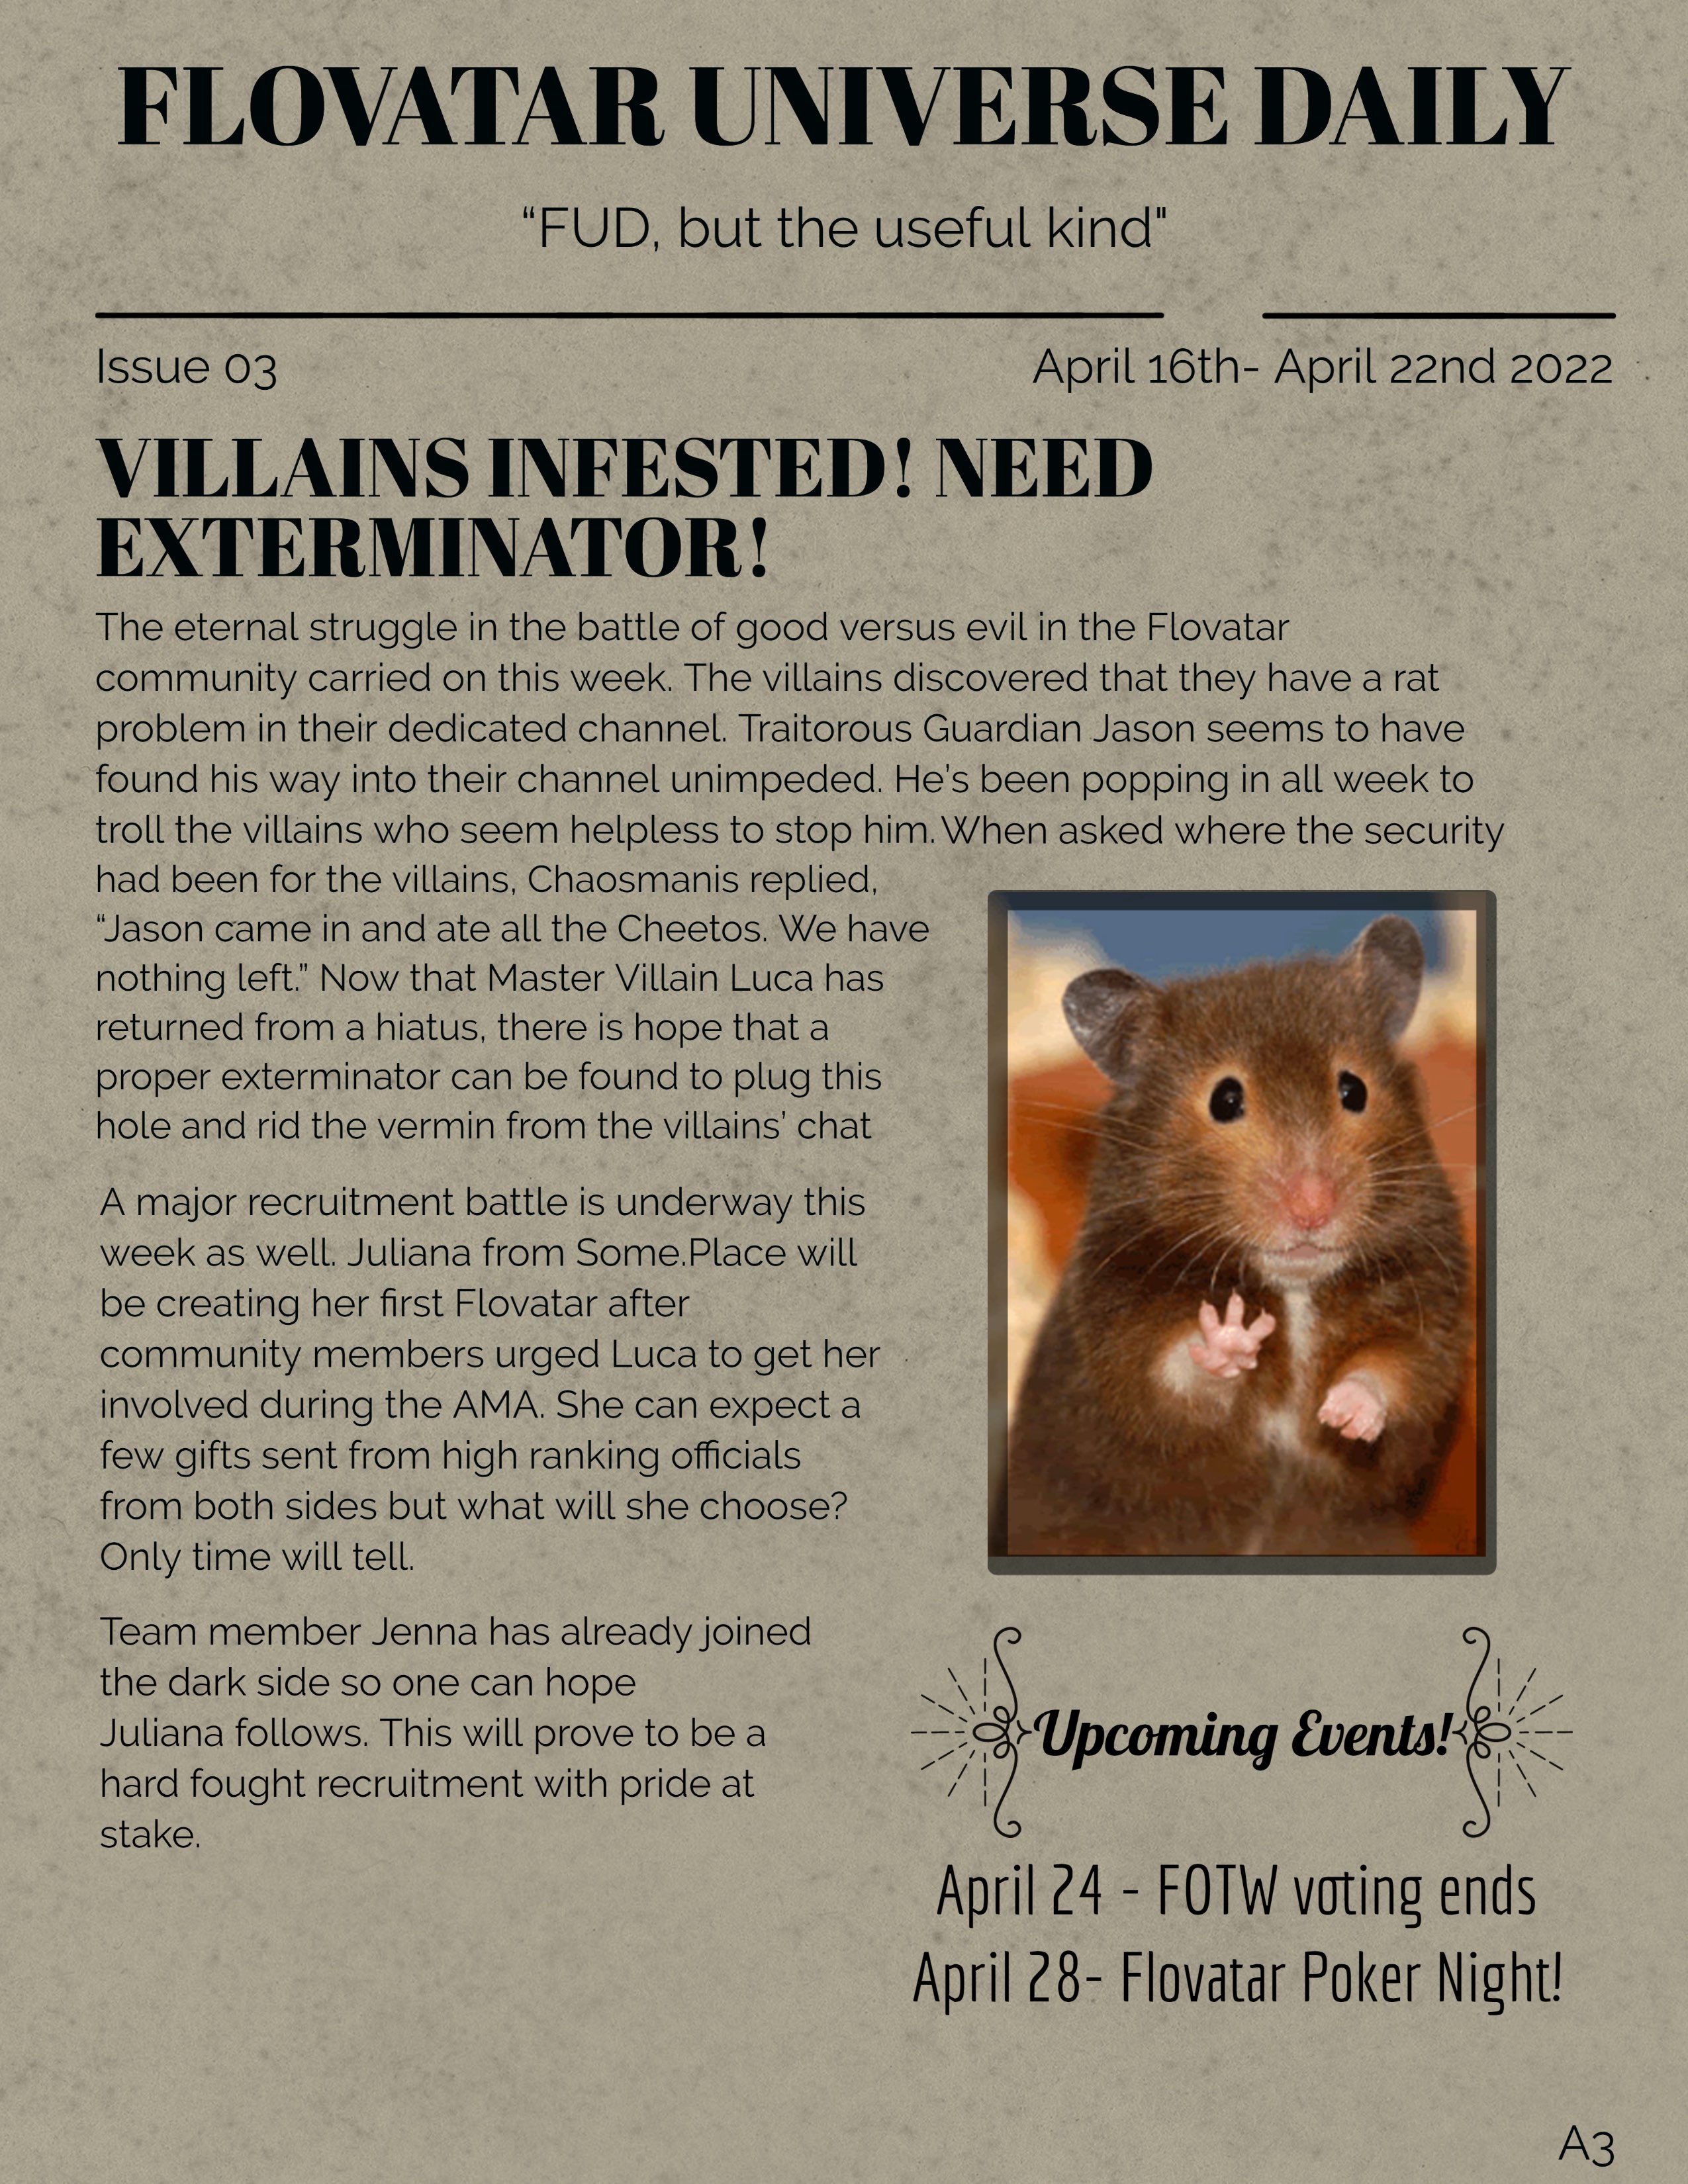 FLOVATAR UNIVERSE DAILY
“FUD, but the useful kind"
Issue 03
April 16th- April 22nd 2022
VILLAINS INFESTED! NEED
EXTERMINATOR!
The eternal struggle in the battle of good versus evil in the Flovatar
community carried on this week. The villains discovered that they have a rat
problem in their dedicated channel. Traitorous Guardian Jason seems to have
found his way into their channel unimpeded. He’s been popping in all week to
troll the villains who seem helpless to stop him. When asked where the security
had been for the villains, Chaosmanis replied,
“Jason came in and ate all the Cheetos. We have
nothing left.” Now that Master Villain Luca has
returned from a hiatus, there is hope that a
proper exterminator can be found to plug this
hole and rid the vermin from the villains’ chat
A major recruitment battle is underway this
week as well. Juliana from Some.Place will
be creating her first Flovatar after
community members urged Luca to get her
involved during the AMA. She can expect a
few gifts sent from high ranking officials
from both sides but what will she choose?
Only time will tell.
Team member Jenna has already joined
the dark side so one can hope
Juliana follows. This will prove to be a
hard fought recruitment with pride at
stake.
Upcoming Events!
April 24 - FOTW voting ends
April 28- Flovatar Poker Night!
A3